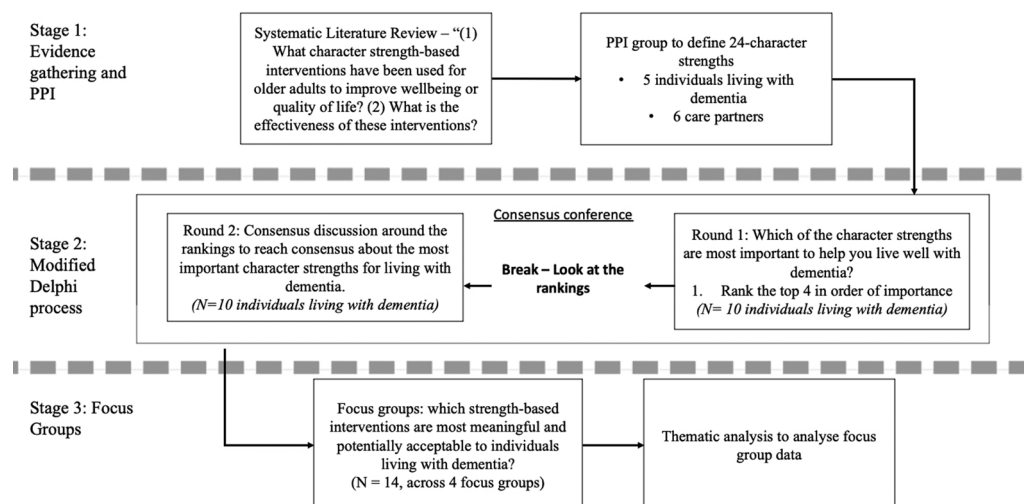 Stage 1:
Evidence
gathering and
PPI
Systematic Literature Review – “(1)
What character strength-based
interventions have been used for
older adults to improve wellbeing or
quality of life? (2) What is the
effectiveness of these interventions?
PPI group to define 24-character
strengths
• 5 individuals living with
dementia
• 6 care partners
Stage 2:
Modified
Delphi
process
Consensus conference
Round 1: Which of the character strengths
are most important to help you live well with
dementia?
1. Rank the top 4 in order of importance
(N= 10 individuals living with dementia)
Break – Look at the
rankings
Round 2: Consensus discussion around the
rankings to reach consensus about the most
important character strengths for living with
dementia.
(N=10 individuals living with dementia)
Stage 3: Focus
Groups
Focus groups: which strength-based
interventions are most meaningful and
potentially acceptable to individuals
living with dementia?
(N = 14, across 4 focus groups)
Thematic analysis to analyse focus
group data